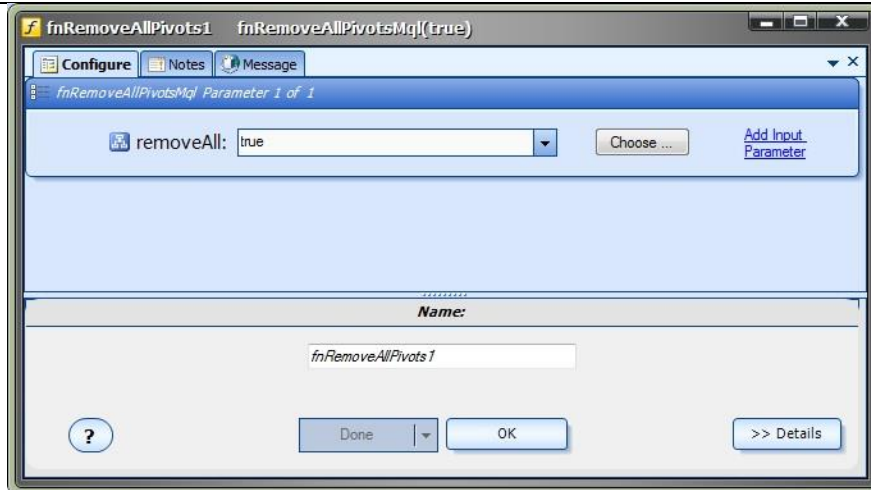 fnRemoveAllPivots1 fnRemoveAllPivotsMql(true)
Configure Notes Message
fnRemoveAllPivotsMql Parameter 1 of 1
removeAll: true Choose ... Add Input
Parameter
Name:
fnRemoveAllPivots1
? Done OK >> Details